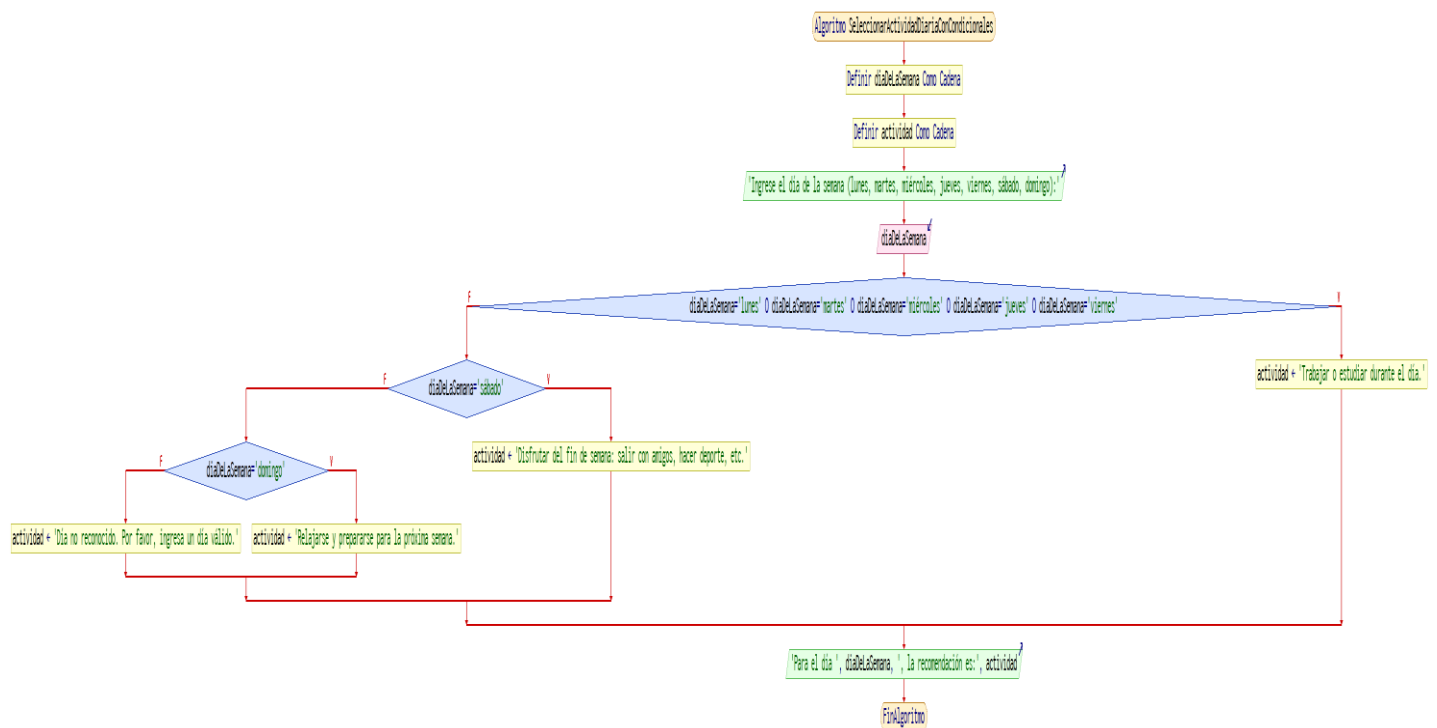 Algoritmo SeleccionarActividadDiariaConCondicionales
Definir diaDeLaSemana Como Cadena
Definir actividad Como Cadena
'Ingrese el día de la semana (lunes, martes, miércoles, jueves, viernes, sábado, domingo):'
diaDeLaSemana
F
diaDeLaSemana='lunes' O diaDeLaSemana='martes' O diaDeLaSemana='miércoles' O diaDeLaSemana='jueves' O diaDeLaSemana='viernes'
V
F
diaDeLaSemana='sábado'
V
actividad ← 'Trabajar o estudiar durante el día.'
F
diaDeLaSemana='domingo'
V
actividad ← 'Disfrutar del fin de semana: salir con amigos, hacer deporte, etc.'
actividad ← 'Día no reconocido. Por favor, ingresa un día válido.'
actividad ← 'Relajarse y prepararse para la próxima semana.'
'Para el día ', diaDeLaSemana, ', la recomendación es:', actividad
FinAlgoritmo